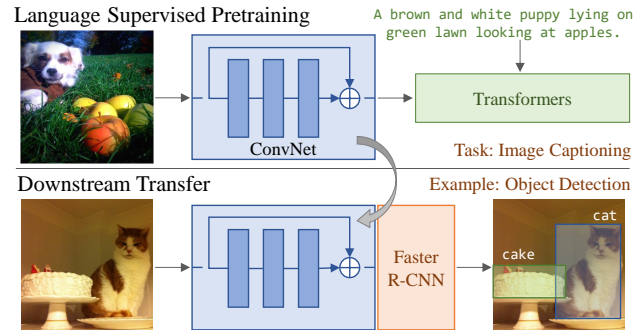 Language Supervised Pretraining
A brown and white puppy lying on
green lawn looking at apples.
Transformers
ConvNet
Task: Image Captioning
Downstream Transfer
Example: Object Detection
Faster
R-CNN
cat
cake